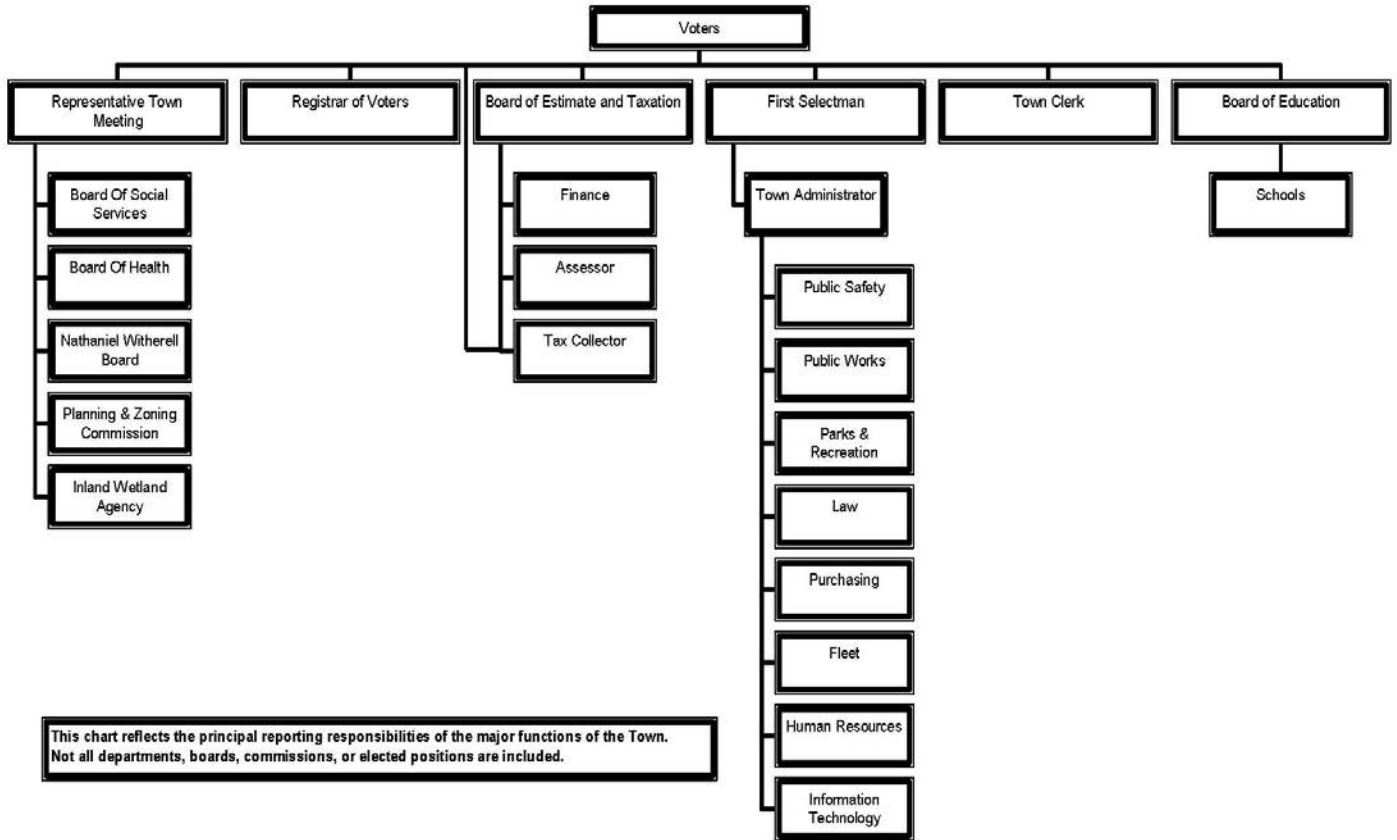 Voters
Representative Town
Meeting
Registrar of Voters
Board of Estimate and Taxation
First Selectman
Town Clerk
Board of Education
Board Of Social
Services
Board Of Health
Nathaniel Witherell
Board
Planning & Zoning
Commission
Inland Wetland
Agency
Finance
Assessor
Tax Collector
Town Administrator
Public Safety
Public Works
Parks &
Recreation
Law
Purchasing
Fleet
Human Resources
Information
Technology
Schools
This chart reflects the principal reporting responsibilities of the major functions of the Town.
Not all departments, boards, commissions, or elected positions are included.